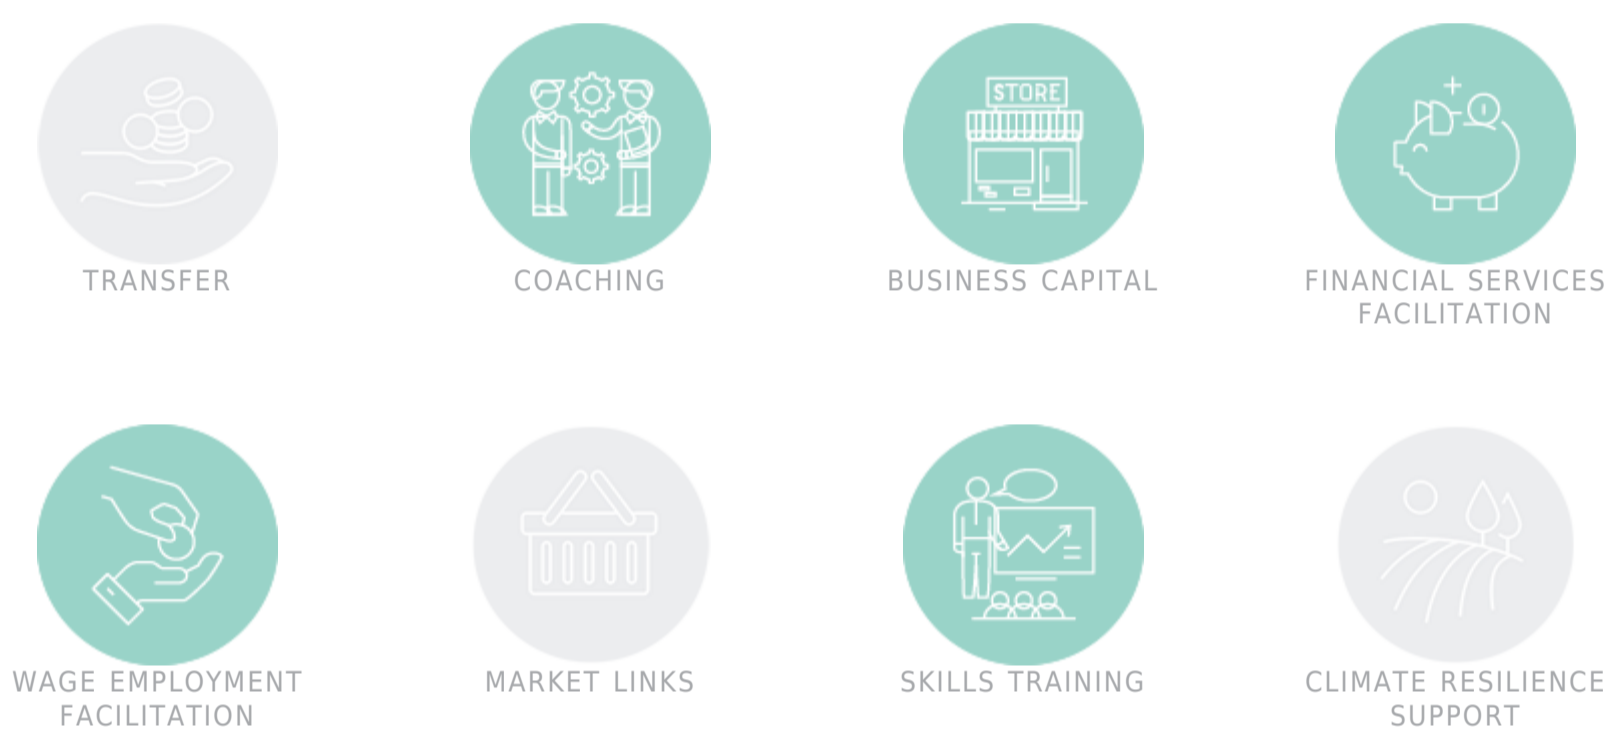 STORE
TRANSFER
COACHING
BUSINESS CAPITAL
FINANCIAL SERVICES
FACILITATION
WAGE EMPLOYMENT
FACILITATION
MARKET LINKS
SKILLS TRAINING
CLIMATE RESILIENCE
SUPPORT